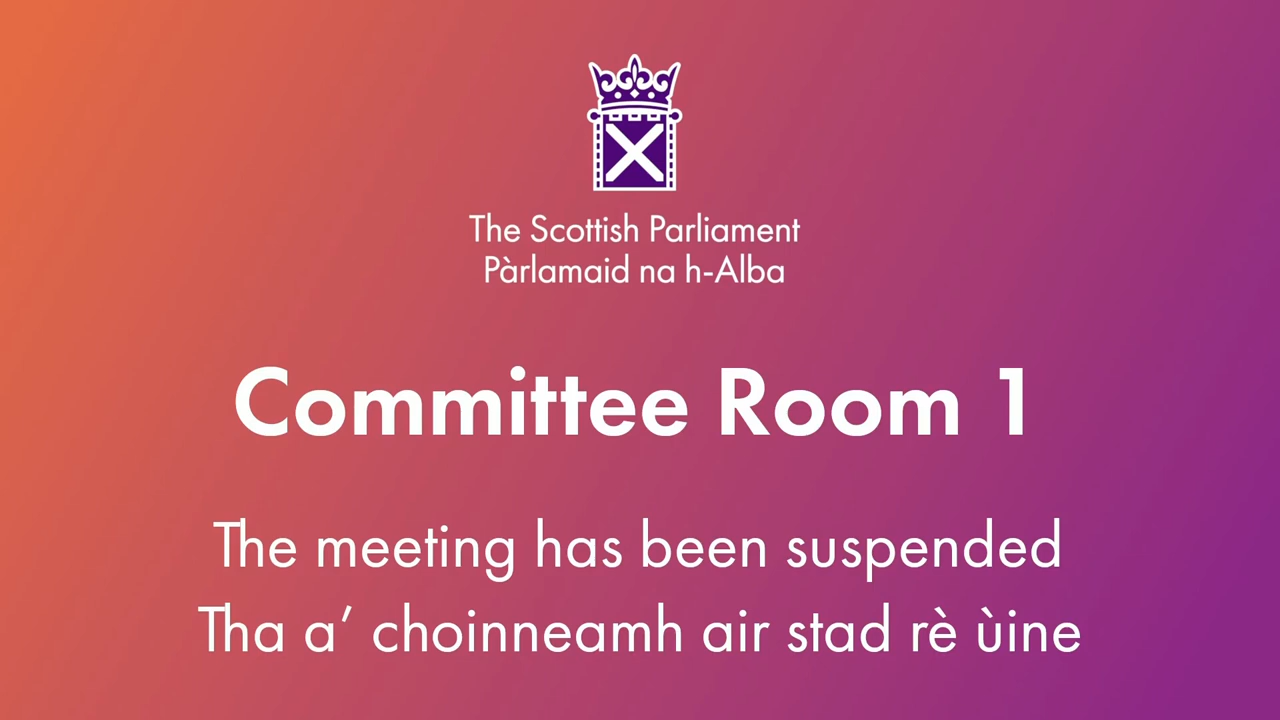 The Scottish Parliament
Pàrlamaid na h-Alba
Committee Room 1
The meeting has been suspended
Tha a’ choinneamh air stad rè ùine